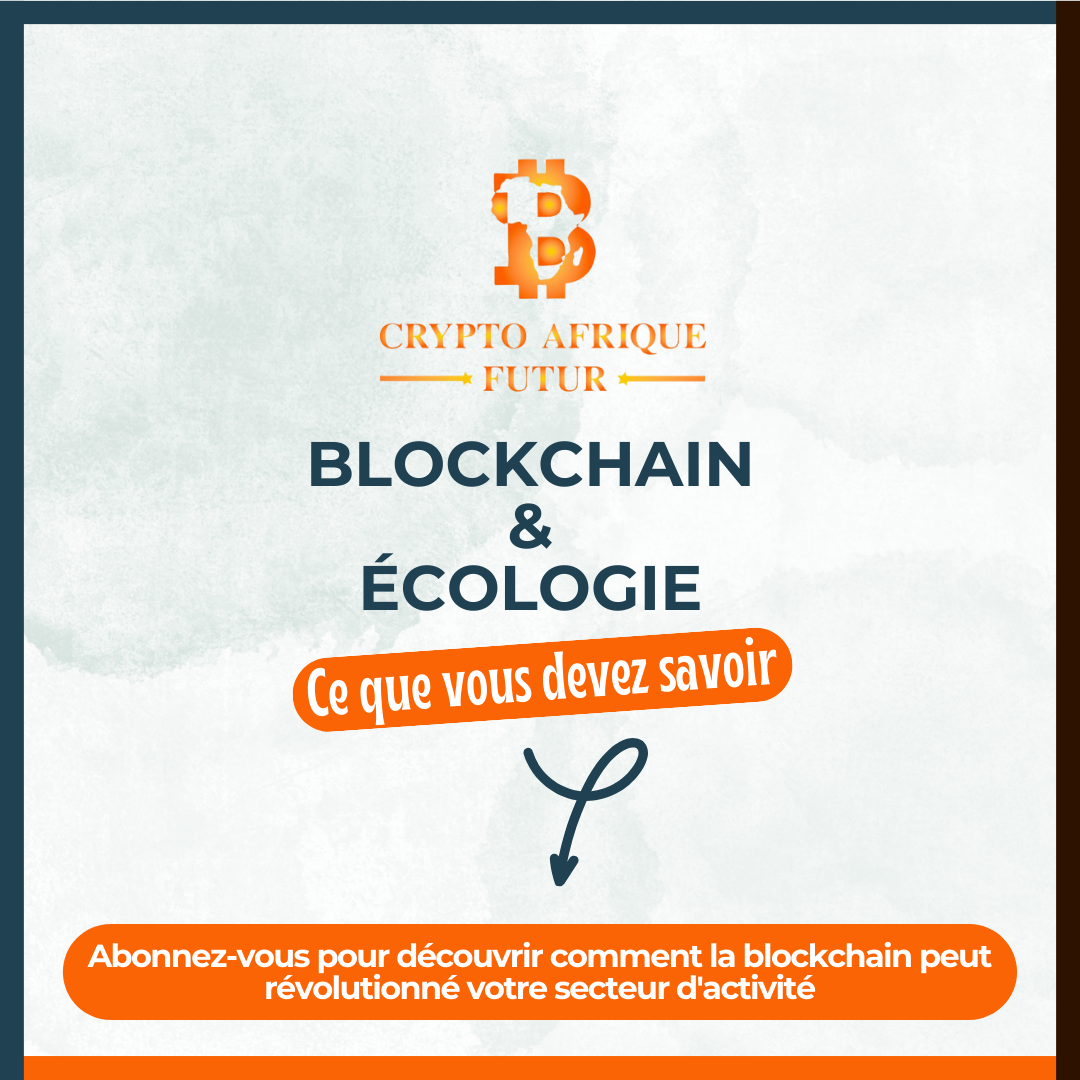 CRYPTO AFRIQUE
FUTUR
BLOCKCHAIN
&
ÉCOLOGIE
Ce que vous devez savoir
Abonnez-vous pour découvrir comment la blockchain peut
révolutionné votre secteur d'activité